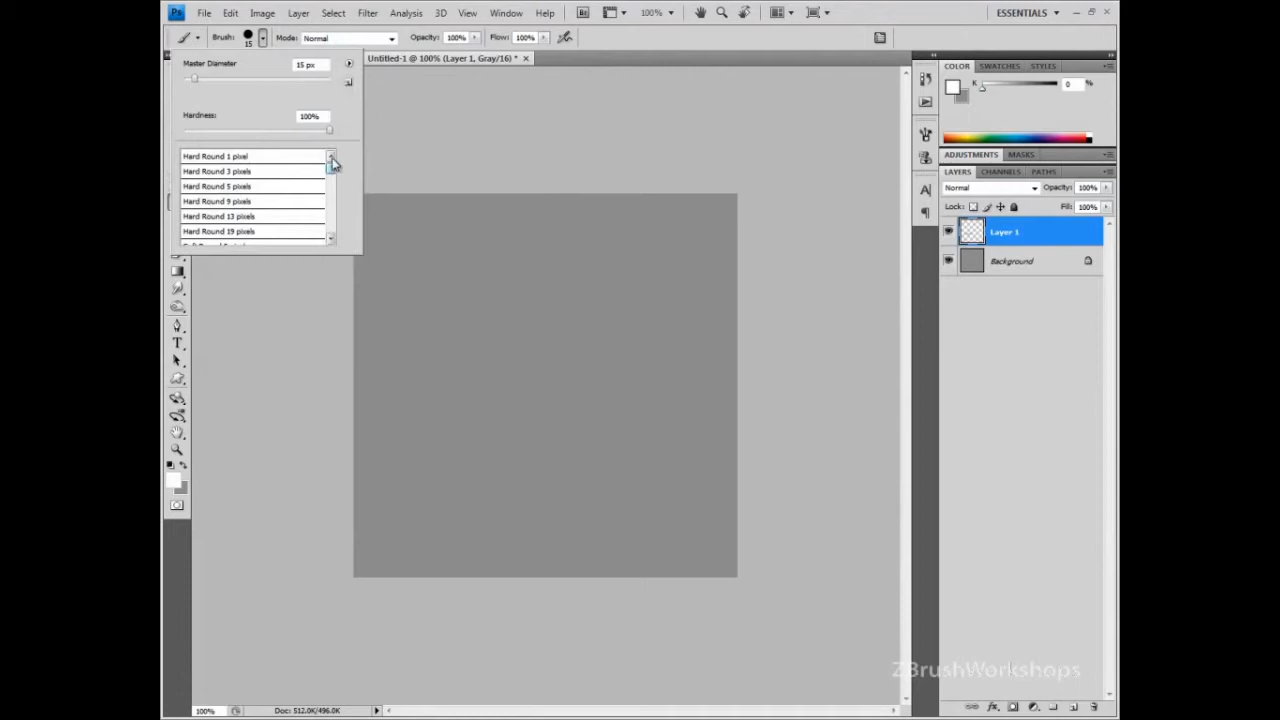 Ps File Edit Image Layer Select Filter Analysis 3D View Window Help Br 100% ESSENTIALS
Brush: 15 Mode: Normal Opacity: 100% Flow: 100%
Untitled-1 @ 100% (Layer 1, Gray/16) *
Master Diameter 15 px
Hardness: 100%
Hard Round 1 pixel
Hard Round 3 pixels
Hard Round 5 pixels
Hard Round 9 pixels
Hard Round 13 pixels
Hard Round 19 pixels
COLOR SWATCHES STYLES
K 0 %
ADJUSTMENTS MASKS
LAYERS CHANNELS PATHS
Normal Opacity: 100%
Lock: Fill: 100%
Layer 1
Background
ZBrushWorkshops
100% Doc: 512.0K/496.0K